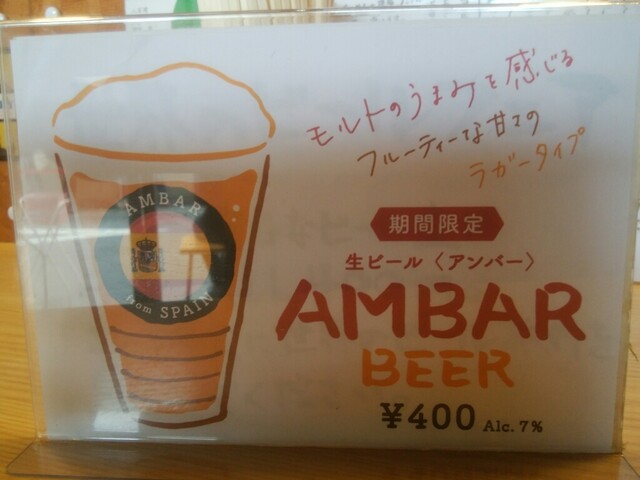 モルトのうまみを感じる
フルーティーな甘さの
ラガータイプ
AMBAR
from SPAIN
期間限定
生ビール〈アンバー〉
AMBAR
BEER
¥400 Alc.7%